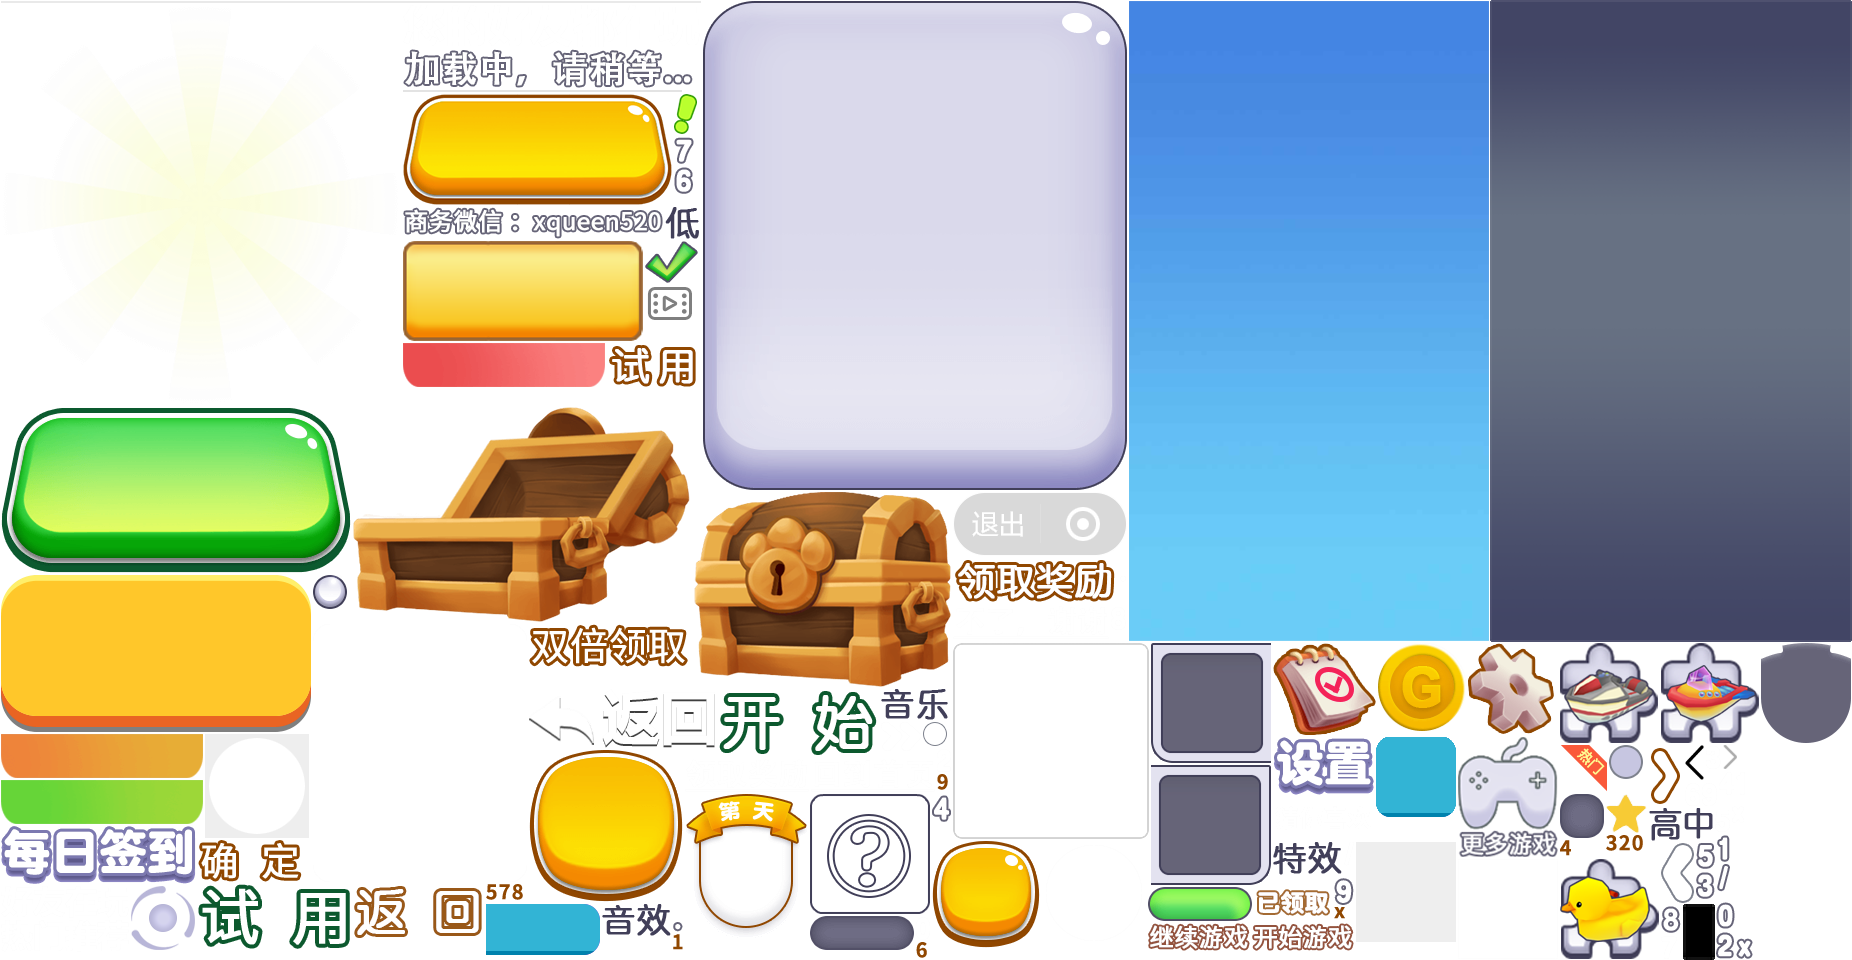 加载中，请稍等...
7
6
商务微信：xqueen520
低
试用
退出
领取奖励
双倍领取
返回
开 始
音乐
9
4
第 天
?
每日签到
确 定
试 用
返 回
578
音效。
1
6
G
设置
热门
更多游戏
4
320
高中
特效
已领取
9
x
继续游戏
开始游戏
5
1
3
/
8
0
2
x